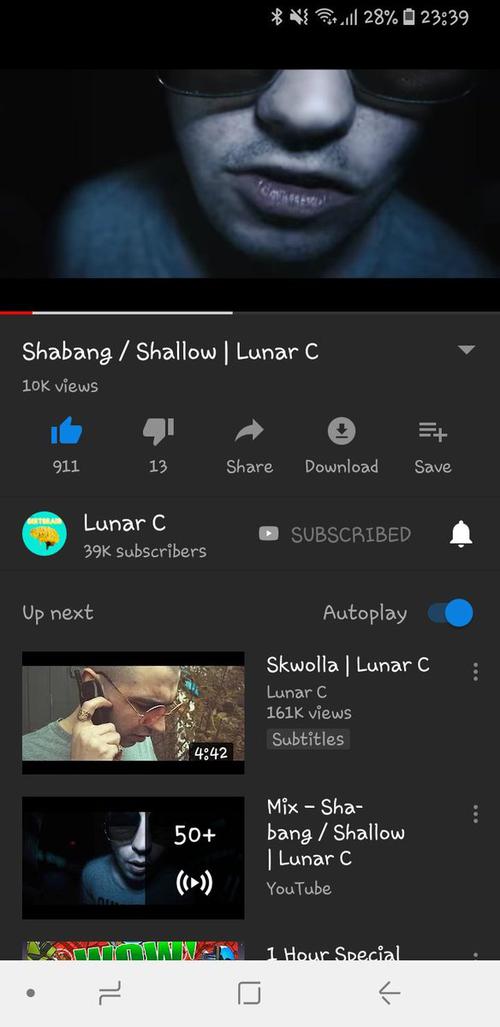 28% 23:39
Shabang / Shallow | Lunar C
10K views
911
13
Share
Download
Save
Lunar C
39K subscribers
SUBSCRIBED
Up next
Autoplay
4:42
Skwolla | Lunar C
Lunar C
161K views
Subtitles
50+
Mix – Sha-
bang / Shallow
| Lunar C
YouTube
WOW!
1 Hour Special